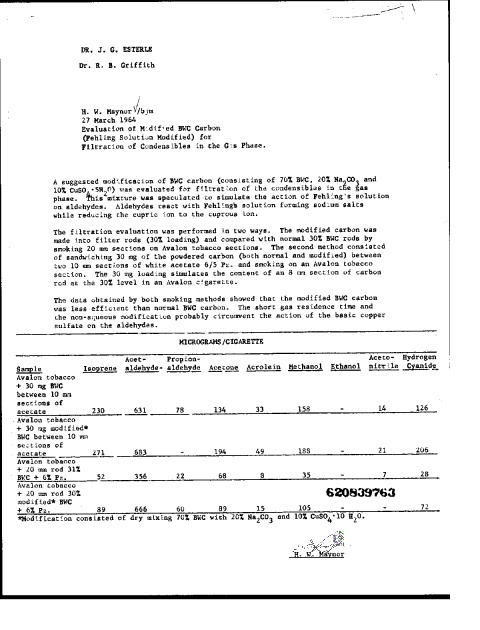 DR. J. G. ESTERLE
Dr. R. B. Griffith
H. W. Maynor /bjm
27 March 1964
Evaluation of Modified BWC Carbon
(Fehling Solution Modified) for
Filtration of Condensibles in the Gas Phase.
A suggested modification of BWC carbon (consisting of 70% BWC, 20% Na2CO3 and
10% CuSO4·5H2O) was evaluated for filtration of the condensibles in the gas
phase. This mixture was speculated to simulate the action of Fehling's solution
on aldehydes. Aldehydes react with Fehlings solution forming sodium salts
while reducing the cupric ion to the cuprous ion.
The filtration evaluation was performed in two ways. The modified carbon was
made into filter rods (30% loading) and compared with normal 30% BWC rods by
smoking 20 mm sections on Avalon tobacco sections. The second method consisted
of sandwiching 30 mg of the powdered carbon (both normal and modified) between
two 10 mm sections of white acetate 6/5 Pz. and smoking on an Avalon tobacco
section. The 30 mg loading simulates the content of an 8 mm section of carbon
rod at the 30% level in an Avalon cigarette.
The data obtained by both smoking methods showed that the modified BWC carbon
was less efficient than normal BWC carbon. The short gas residence time and
the non-aqueous modification probably circumvent the action of the basic copper
sulfate on the aldehydes.
MICROGRAMS/CIGARETTE
Acet- Propion- Aceto- Hydrogen
Sample Isoprene aldehyde- aldehyde Acetone Acrolein Methanol Ethanol nitrile Cyanide
Avalon tobacco
+ 30 mg BWC
between 10 mm
sections of
acetate 230 631 78 134 33 158 - 14 126
Avalon tobacco
+ 30 mg modified*
BWC between 10 mm
sections of
acetate 271 683 - 194 49 188 - 21 206
Avalon tobacco
+ 20 mm rod 31%
BWC + 6% Pz. 52 356 22 68 8 35 - 7 28
Avalon tobacco
+ 20 mm rod 30%
modified* BWC
+ 6% Pz. 89 666 60 89 15 105 - - 72
620839763
*Modification consisted of dry mixing 70% BWC with 20% Na2CO3 and 10% CuSO4·10 H2O.
H. W. Maynor